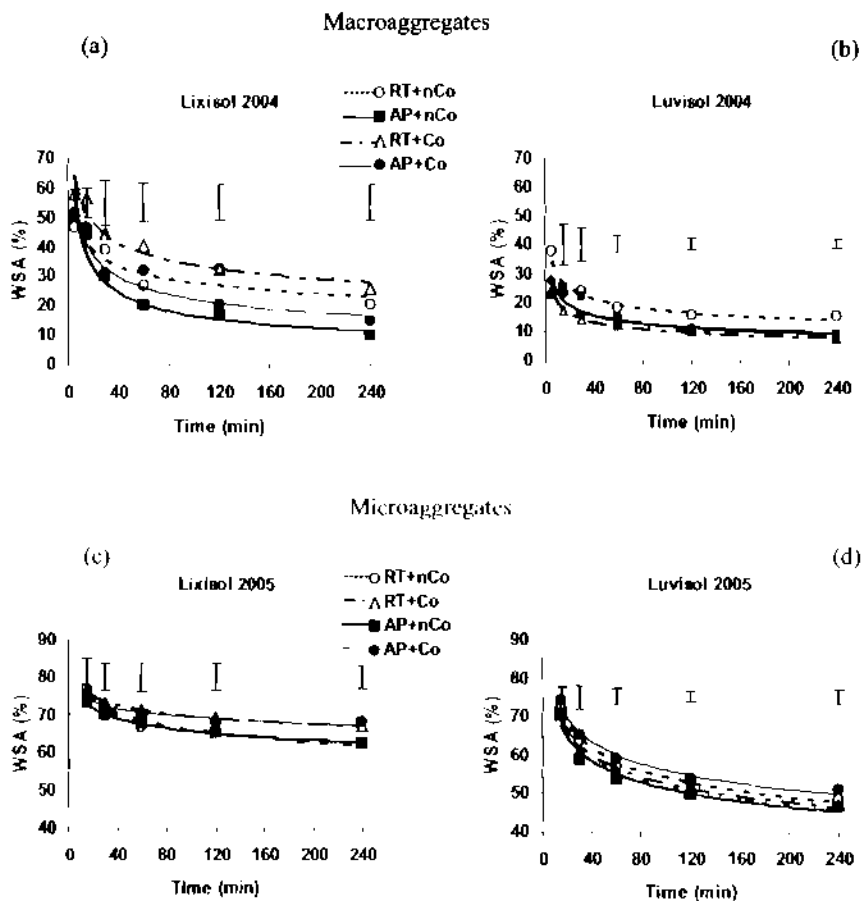 Macroaggregates
(a)
(b)
Lixisol 2004
RT+nCo
AP+nCo
RT+Co
AP+Co
Luvisol 2004
70
60
50
40
30
20
10
0
WSA (%)
0 40 80 120 160 200 240
Time (min)
70
60
50
40
30
20
10
0
WSA (%)
0 40 80 120 160 200 240
Time (min)
Microaggregates
(c)
(d)
Lixisol 2005
RT+nCo
RT+Co
AP+nCo
AP+Co
Luvisol 2005
90
80
70
60
50
40
WSA (%)
0 40 80 120 160 200 240
Time (min)
90
80
70
60
50
40
WSA (%)
0 40 80 120 160 200 240
Time (min)